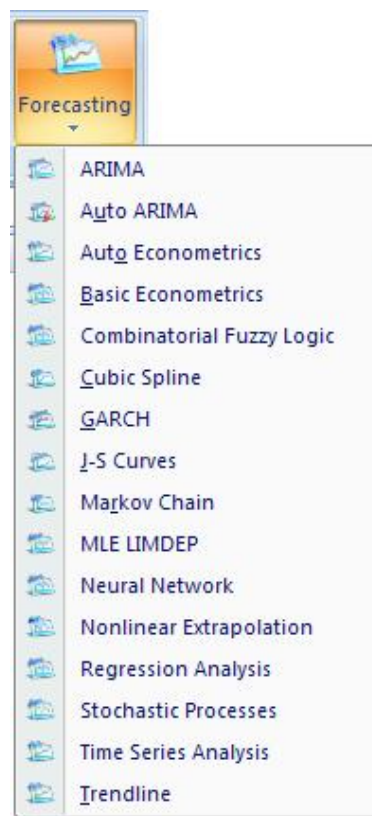 Forecasting
ARIMA
Auto ARIMA
Auto Econometrics
Basic Econometrics
Combinatorial Fuzzy Logic
Cubic Spline
GARCH
J-S Curves
Markov Chain
MLE LIMDEP
Neural Network
Nonlinear Extrapolation
Regression Analysis
Stochastic Processes
Time Series Analysis
Trendline